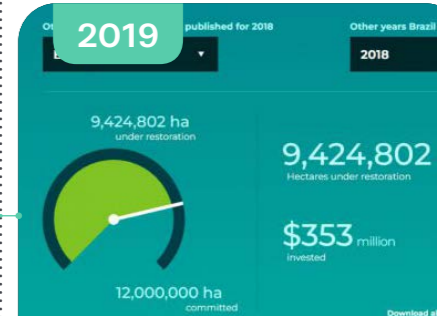 2019
published for 2018
Other years Brazil
2018
9,424,802 ha
under restoration
9,424,802
Hectares under restoration
$353 million
invested
12,000,000 ha
committed
Download